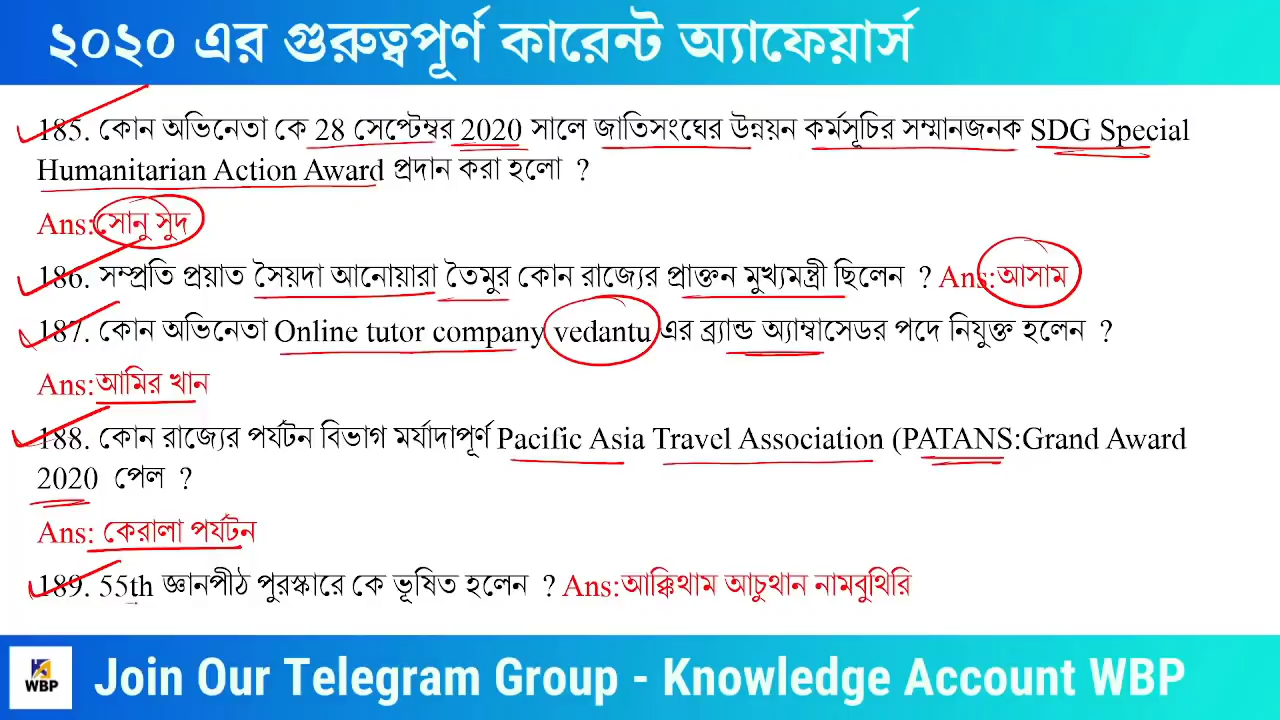 ২০২০ এর গুরুত্বপূর্ণ কারেন্ট অ্যাফেয়ার্স
185. কোন অভিনেতা কে 28 সেপ্টেম্বর 2020 সালে জাতিসংঘের উন্নয়ন কর্মসূচির সম্মানজনক SDG Special
Humanitarian Action Award প্রদান করা হলো ?
Ans:সোনু সুদ
186. সম্প্রতি প্রয়াত সৈয়দা আনোয়ারা তৈমুর কোন রাজ্যের প্রাক্তন মুখ্যমন্ত্রী ছিলেন ? Ans:আসাম
187. কোন অভিনেতা Online tutor company vedantu এর ব্র্যান্ড অ্যাম্বাসেডর পদে নিযুক্ত হলেন ?
Ans:আমির খান
188. কোন রাজ্যের পর্যটন বিভাগ মর্যাদাপূর্ণ Pacific Asia Travel Association (PATANS:Grand Award
2020 পেল ?
Ans: কেরালা পর্যটন
189. 55th জ্ঞানপীঠ পুরস্কারে কে ভূষিত হলেন ? Ans:আক্কিথাম আচুথান নামবুথিরি
WBP
Join Our Telegram Group - Knowledge Account WBP